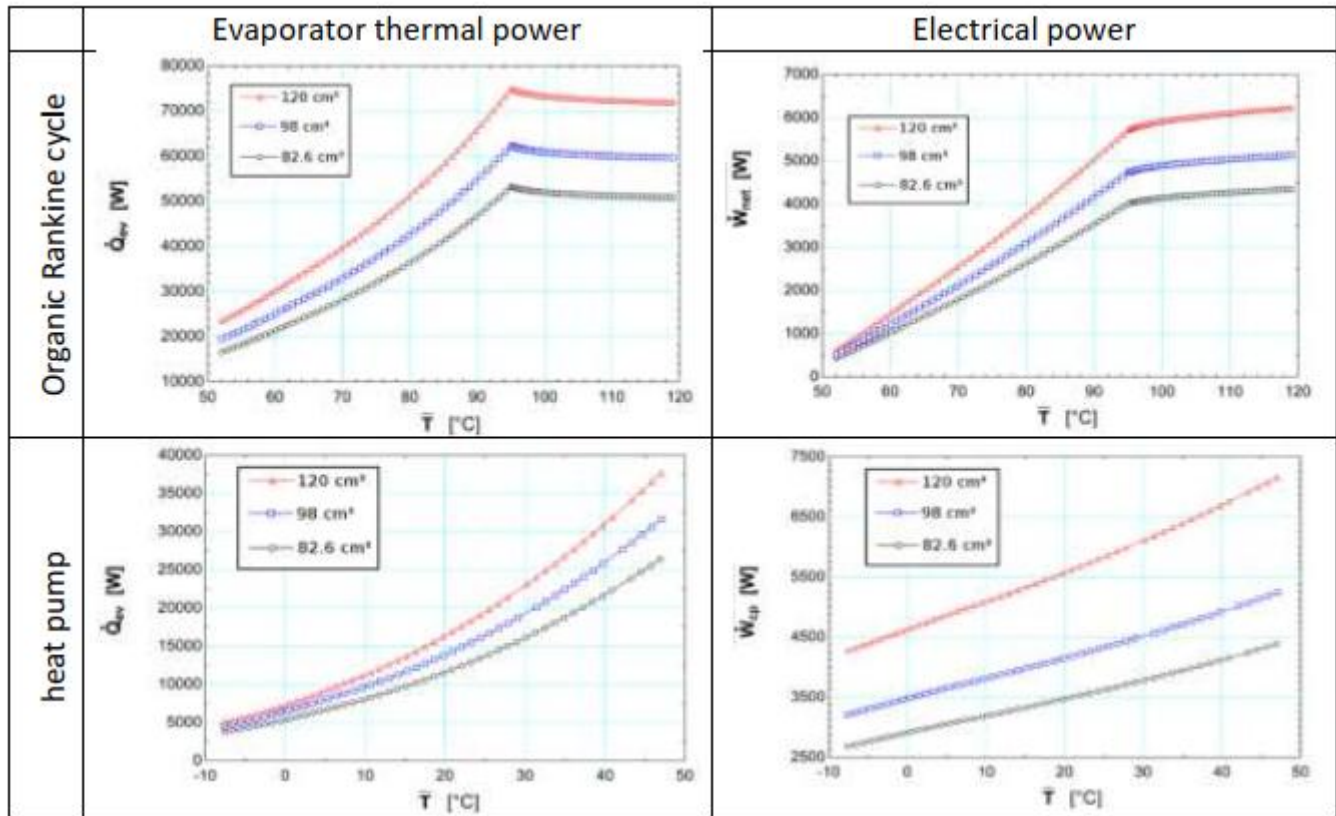 Evaporator thermal power
Electrical power
Organic Rankine cycle
80000
70000
60000
50000
40000
30000
20000
10000
50 60 70 80 90 100 110 120
Q̇ev [W]
T̄ [°C]
120 cm³
98 cm³
82.6 cm³
7000
6000
5000
4000
3000
2000
1000
0
50 60 70 80 90 100 110 120
Ẇnet [W]
T̄ [°C]
120 cm³
98 cm³
82.6 cm³
heat pump
40000
35000
30000
25000
20000
15000
10000
5000
0
-10 0 10 20 30 40 50
Q̇ev [W]
T̄ [°C]
120 cm³
98 cm³
82.6 cm³
7500
6500
5500
4500
3500
2500
-10 0 10 20 30 40 50
Ẇcp [W]
T̄ [°C]
120 cm³
98 cm³
82.6 cm³